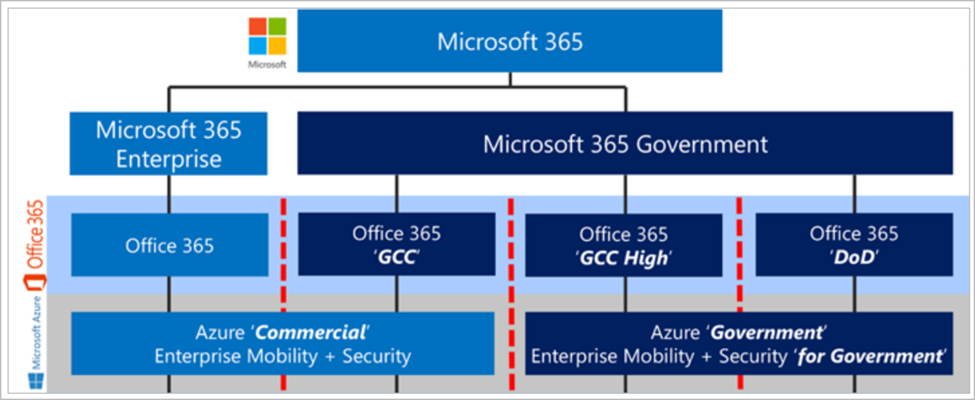 Microsoft
Microsoft 365
Microsoft 365
Enterprise
Microsoft 365 Government
Office 365
Office 365
Office 365
'GCC'
Office 365
'GCC High'
Office 365
'DoD'
Microsoft Azure
Azure 'Commercial'
Enterprise Mobility + Security
Azure 'Government'
Enterprise Mobility + Security 'for Government'